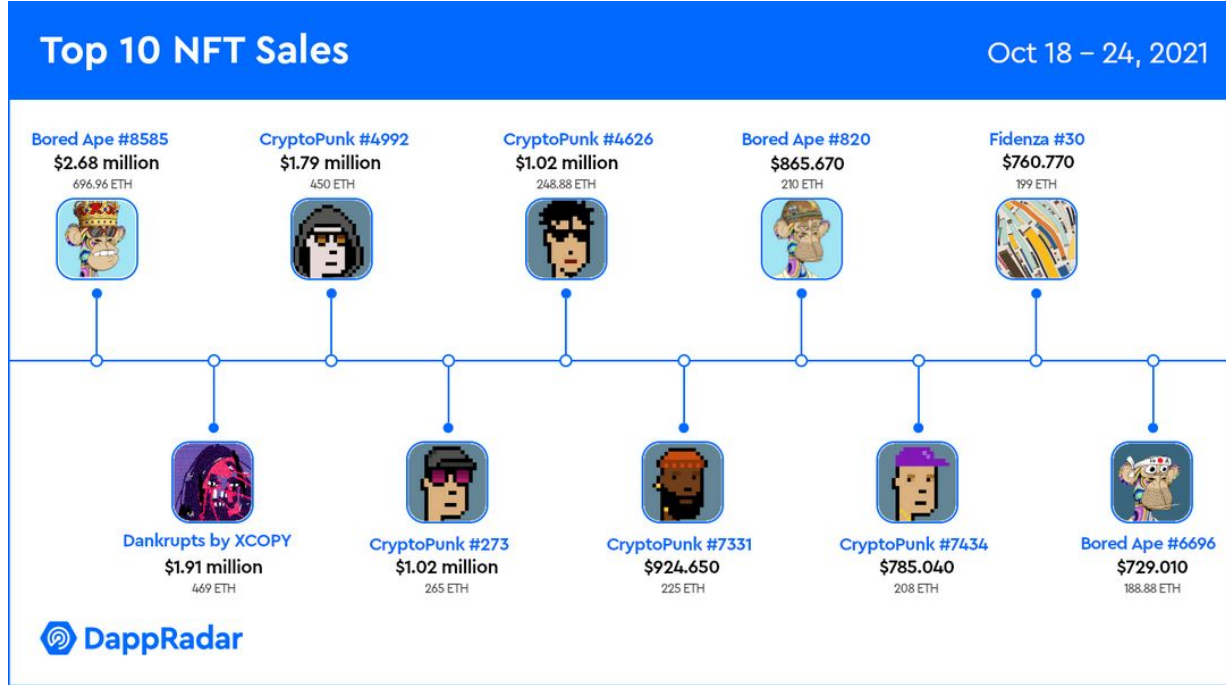 Top 10 NFT Sales
Oct 18 – 24, 2021
Bored Ape #8585
$2.68 million
696.96 ETH
CryptoPunk #4992
$1.79 million
450 ETH
CryptoPunk #4626
$1.02 million
248.88 ETH
Bored Ape #820
$865.670
210 ETH
Fidenza #30
$760.770
199 ETH
Dankrupts by XCOPY
$1.91 million
469 ETH
CryptoPunk #273
$1.02 million
265 ETH
CryptoPunk #7331
$924.650
225 ETH
CryptoPunk #7434
$785.040
208 ETH
Bored Ape #6696
$729.010
188.88 ETH
DappRadar